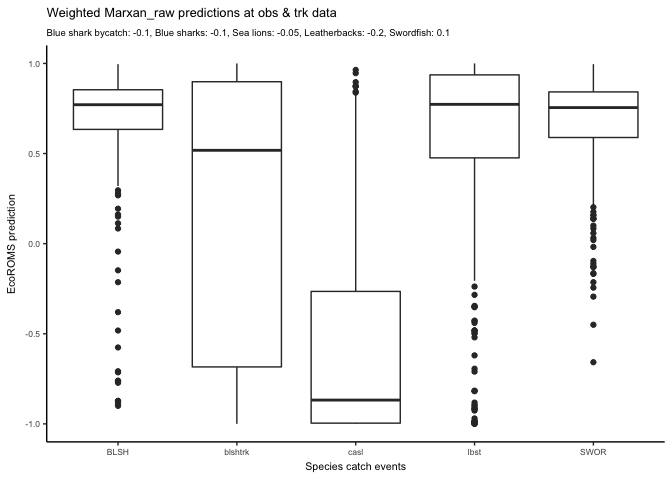 Weighted Marxan_raw predictions at obs & trk data
Blue shark bycatch: -0.1, Blue sharks: -0.1, Sea lions: -0.05, Leatherbacks: -0.2, Swordfish: 0.1
1.0
0.5
0.0
-0.5
-1.0
EcoROMS prediction
BLSH blshtrk casl lbst SWOR
Species catch events